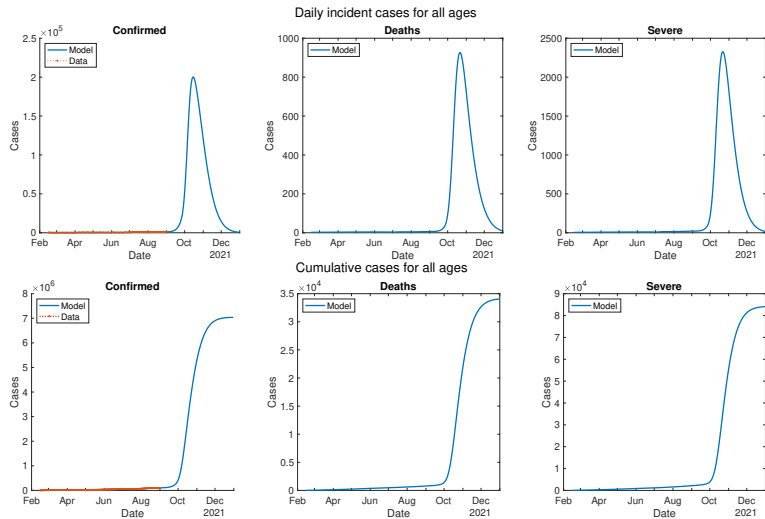 Daily incident cases for all ages
Confirmed
×10^5
2.5
2
1.5
1
0.5
0
Cases
Model
Data
Feb Apr Jun Aug Oct Dec
Date
2021
Deaths
1000
800
600
400
200
0
Cases
Model
Feb Apr Jun Aug Oct Dec
Date
2021
Severe
2500
2000
1500
1000
500
0
Cases
Model
Feb Apr Jun Aug Oct Dec
Date
2021
Cumulative cases for all ages
Confirmed
×10^6
8
7
6
5
4
3
2
1
0
Cases
Model
Data
Feb Apr Jun Aug Oct Dec
Date
2021
Deaths
×10^4
3.5
3
2.5
2
1.5
1
0.5
0
Cases
Model
Feb Apr Jun Aug Oct Dec
Date
2021
Severe
×10^4
9
8
7
6
5
4
3
2
1
0
Cases
Model
Feb Apr Jun Aug Oct Dec
Date
2021